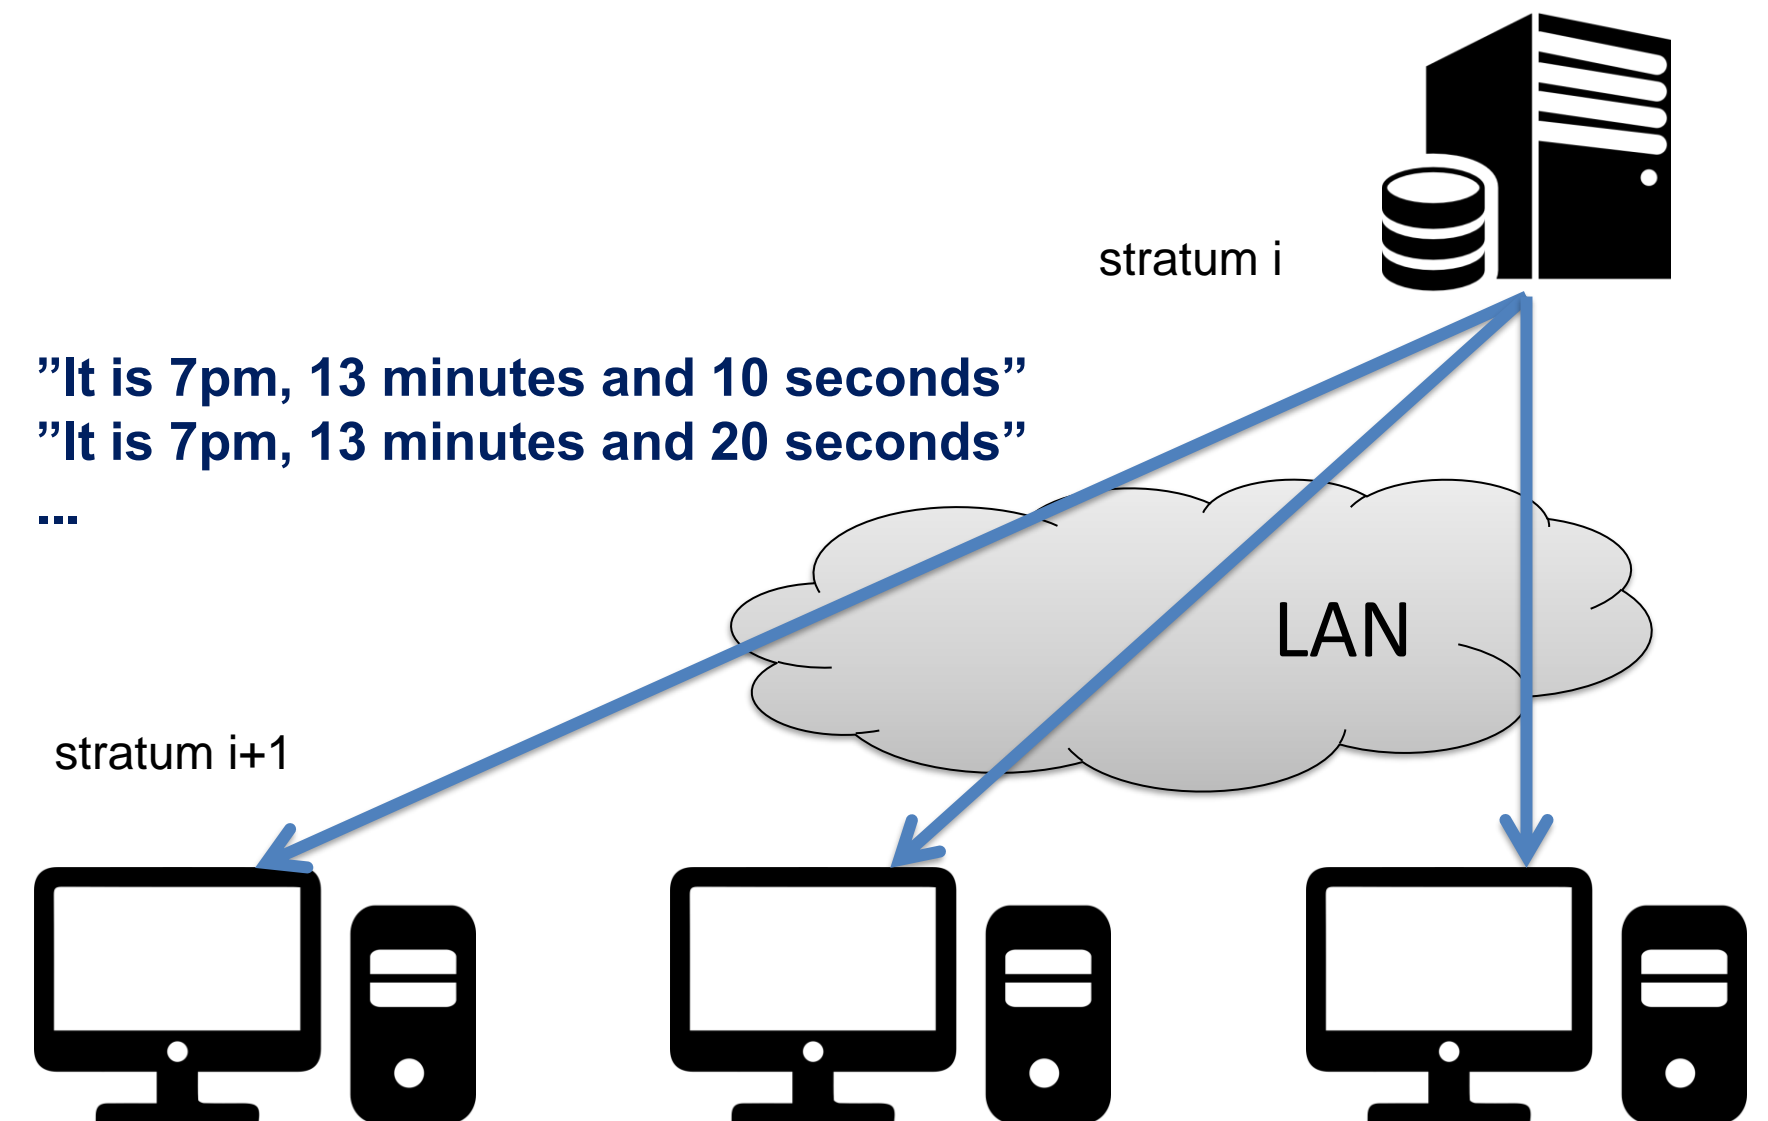 stratum i
”It is 7pm, 13 minutes and 10 seconds”
”It is 7pm, 13 minutes and 20 seconds”
...
LAN
stratum i+1